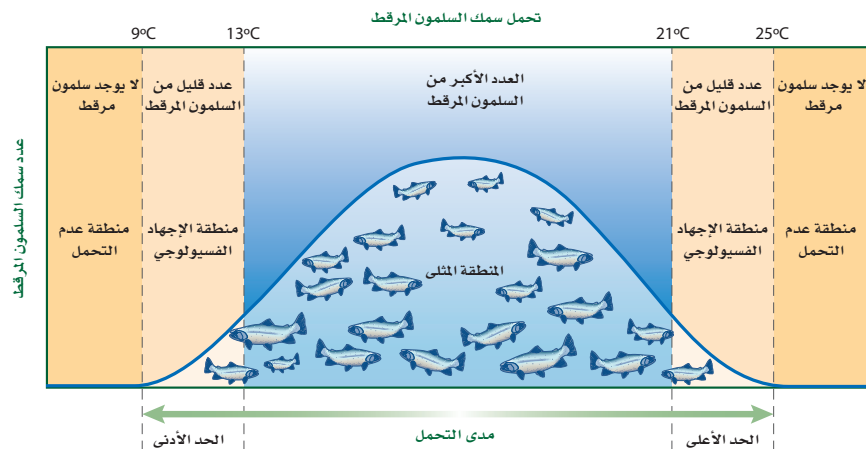 تحمل سمك السلمون المرقط
9ºC
13ºC
21ºC
25ºC
لا يوجد سلمون
مرقط
عدد قليل من
السلمون المرقط
العدد الأكبر من
السلمون المرقط
عدد قليل من
السلمون المرقط
لا يوجد سلمون
مرقط
عدد سمك السلمون المرقط
منطقة عدم
التحمل
منطقة الإجهاد
الفسيولوجي
المنطقة المثلى
منطقة الإجهاد
الفسيولوجي
منطقة عدم
التحمل
الحد الأدنى
مدى التحمل
الحد الأعلى